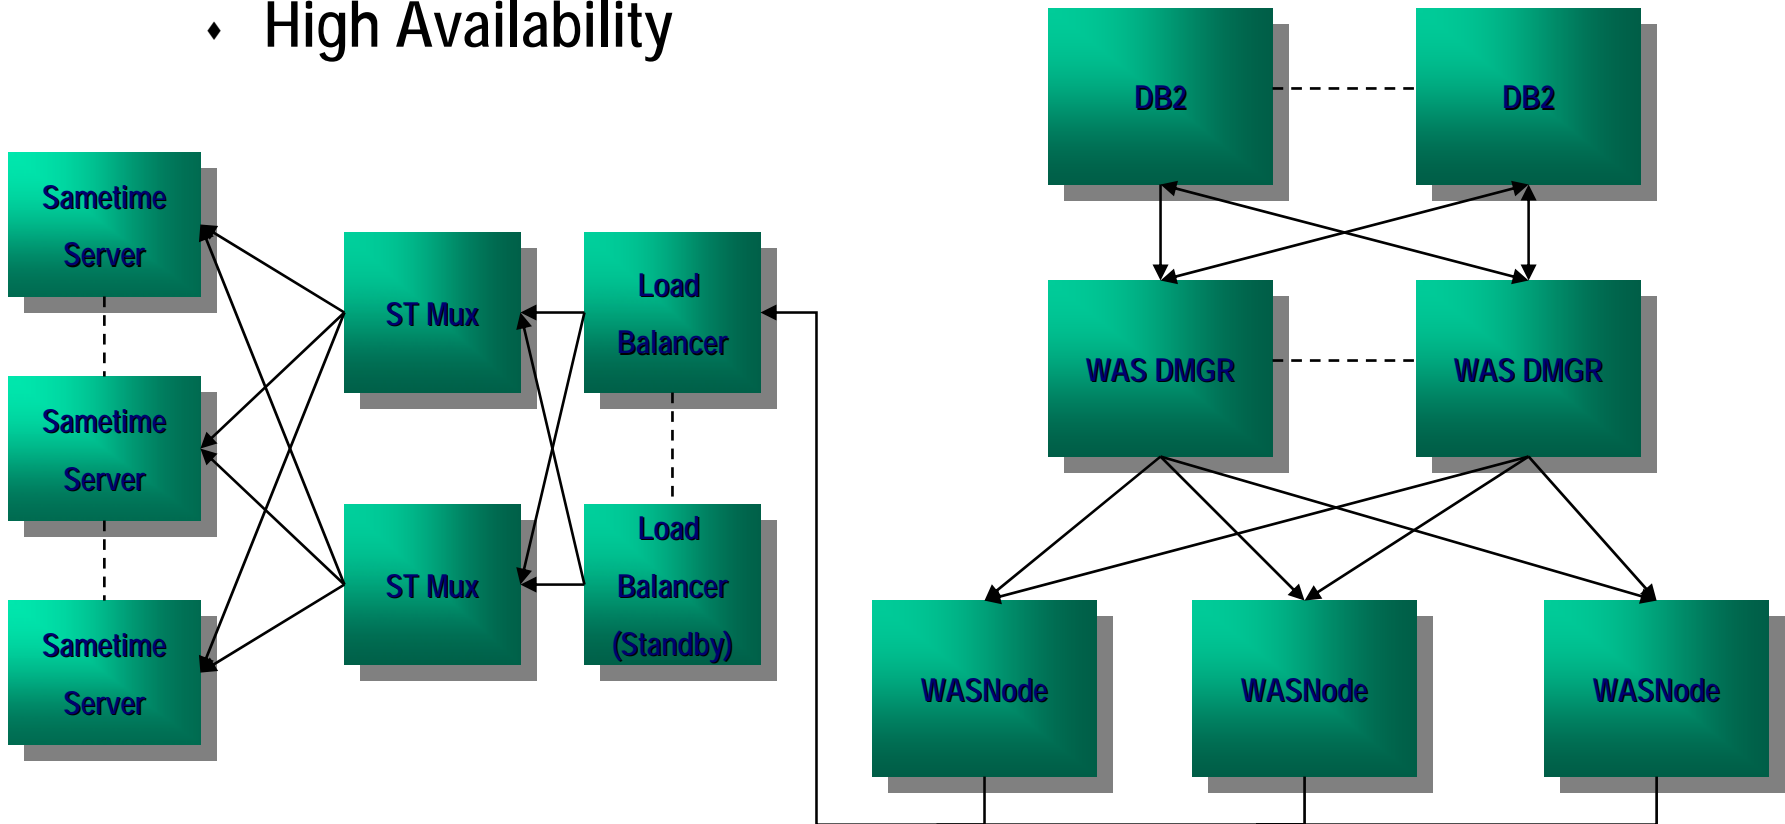 High Availability
DB2
DB2
Sametime
Server
ST Mux
Load
Balancer
WAS DMGR
WAS DMGR
Sametime
Server
ST Mux
Load
Balancer
(Standby)
Sametime
Server
WASNode
WASNode
WASNode